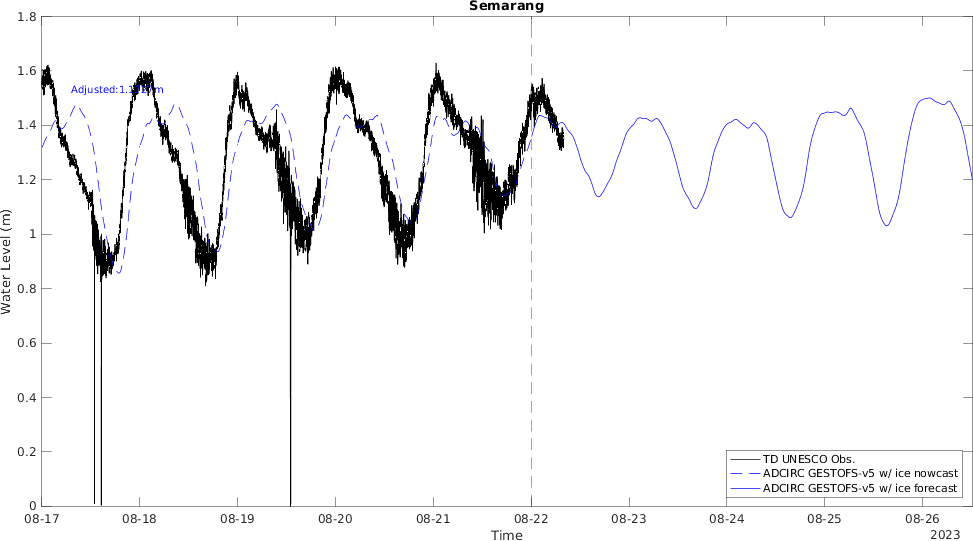 Semarang
1.8
1.6
1.4
1.2
1
0.8
0.6
0.4
0.2
0
Water Level (m)
TD UNESCO Obs.
ADCIRC GESTOFS-v5 w/ ice nowcast
ADCIRC GESTOFS-v5 w/ ice forecast
08-17 08-18 08-19 08-20 08-21 08-22 08-23 08-24 08-25 08-26
Time
2023